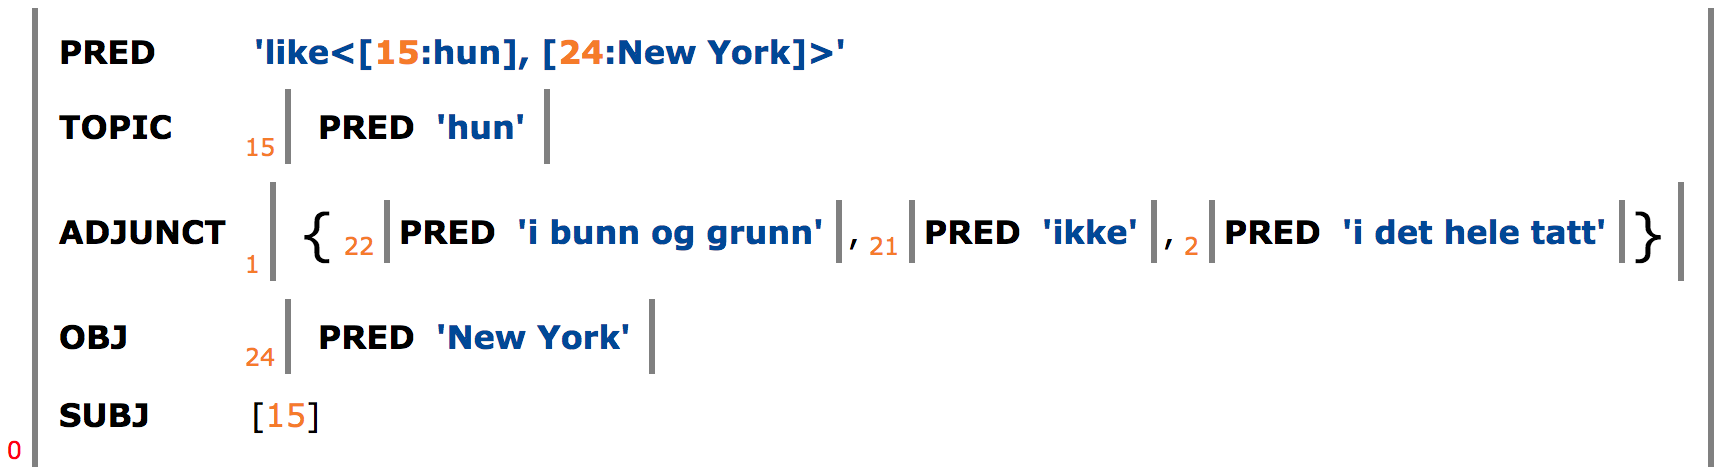 PRED 'like<[15:hun], [24:New York]>'
TOPIC 15 PRED 'hun'
ADJUNCT 1 { 22 PRED 'i bunn og grunn' , 21 PRED 'ikke' , 2 PRED 'i det hele tatt' }
OBJ 24 PRED 'New York'
SUBJ [15]
0